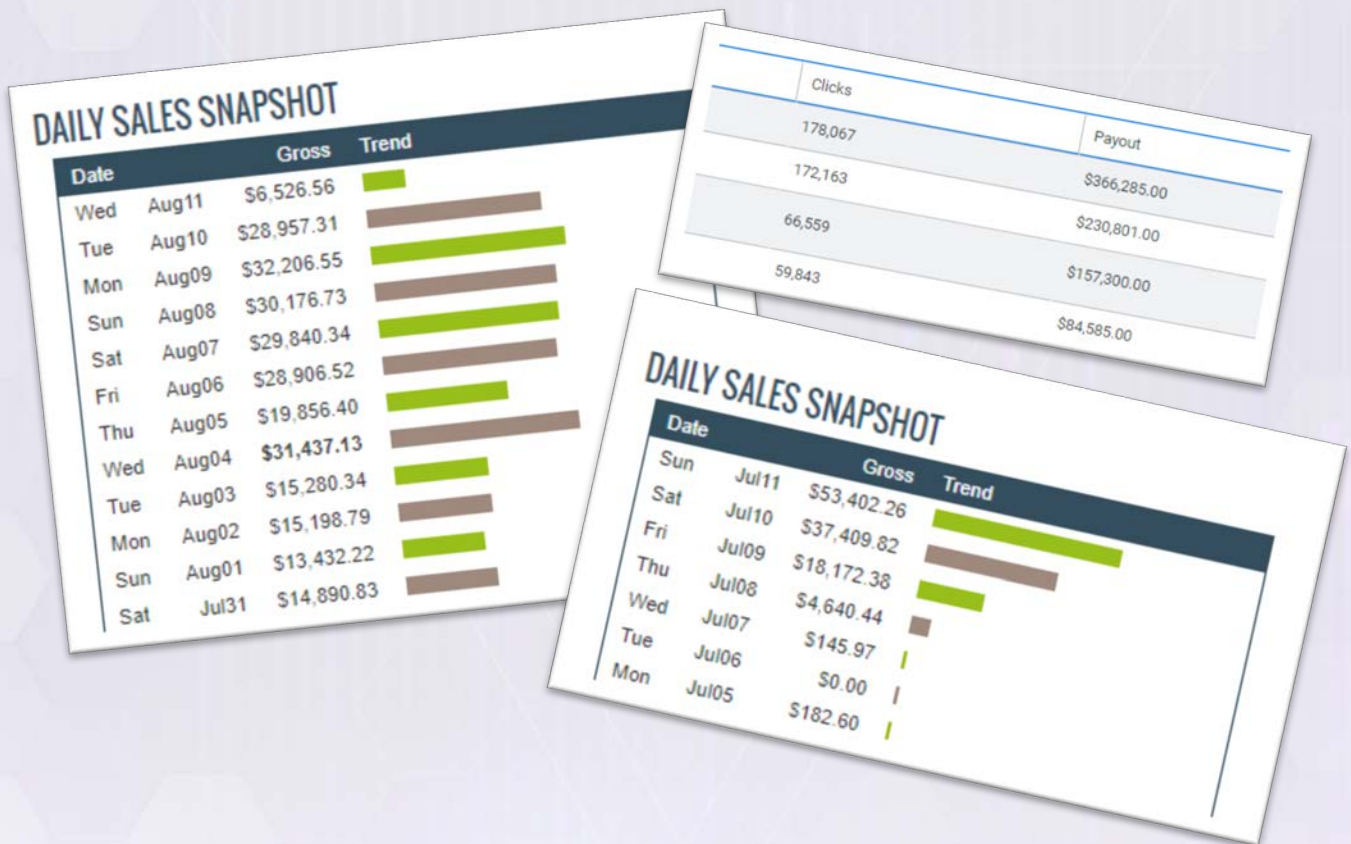 DAILY SALES SNAPSHOT
Date Gross Trend
Wed Aug11 $6,526.56
Tue Aug10 $28,957.31
Mon Aug09 $32,206.55
Sun Aug08 $30,176.73
Sat Aug07 $29,840.34
Fri Aug06 $28,906.52
Thu Aug05 $19,856.40
Wed Aug04 $31,437.13
Tue Aug03 $15,280.34
Mon Aug02 $15,198.79
Sun Aug01 $13,432.22
Sat Jul31 $14,890.83
Clicks Payout
178,067 $366,285.00
172,163 $230,801.00
66,559 $157,300.00
59,843 $84,585.00
DAILY SALES SNAPSHOT
Date Gross Trend
Sun Jul11 $53,402.26
Sat Jul10 $37,409.82
Fri Jul09 $18,172.38
Thu Jul08 $4,640.44
Wed Jul07 $145.97
Tue Jul06 $0.00
Mon Jul05 $182.60